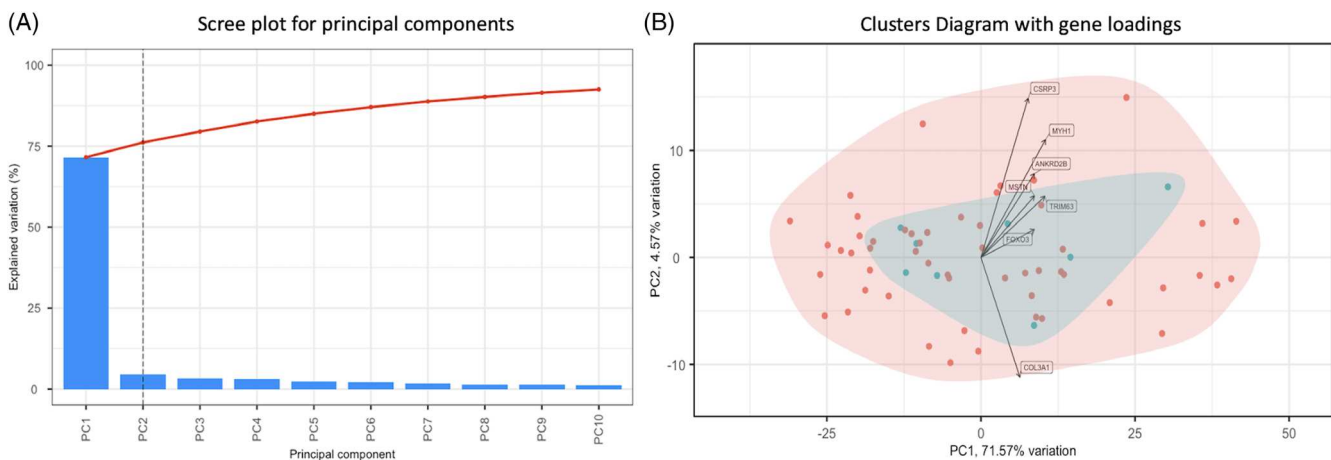 (A)
Scree plot for principal components
100
75
50
25
0
Explained variation (%)
PC1
PC2
PC3
PC4
PC5
PC6
PC7
PC8
PC9
PC10
Principal component
(B)
Clusters Diagram with gene loadings
CSRP3
MYH1
ANKRD2B
MSTN
TRIM63
FOXO3
COL3A1
10
0
-10
PC2, 4.57% variation
-25
0
25
50
PC1, 71.57% variation